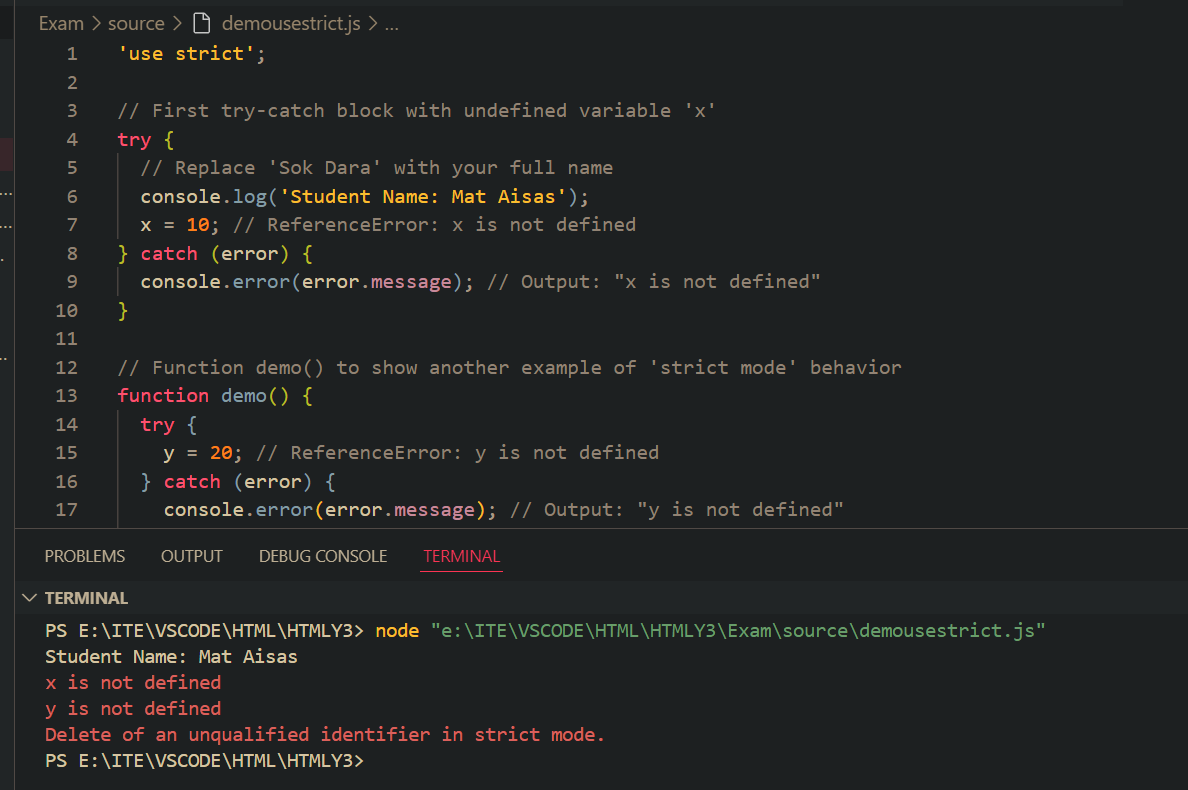 Exam > source > demousestrict.js > ...
1 'use strict';
2
3 // First try-catch block with undefined variable 'x'
4 try {
5 // Replace 'Sok Dara' with your full name
6 console.log('Student Name: Mat Aisas');
7 x = 10; // ReferenceError: x is not defined
8 } catch (error) {
9 console.error(error.message); // Output: "x is not defined"
10 }
11
12 // Function demo() to show another example of 'strict mode' behavior
13 function demo() {
14 try {
15 y = 20; // ReferenceError: y is not defined
16 } catch (error) {
17 console.error(error.message); // Output: "y is not defined"
PROBLEMS OUTPUT DEBUG CONSOLE TERMINAL
TERMINAL
PS E:\ITE\VSCODE\HTML\HTMLY3> node "e:\ITE\VSCODE\HTML\HTMLY3\Exam\source\demousestrict.js"
Student Name: Mat Aisas
x is not defined
y is not defined
Delete of an unqualified identifier in strict mode.
PS E:\ITE\VSCODE\HTML\HTMLY3>